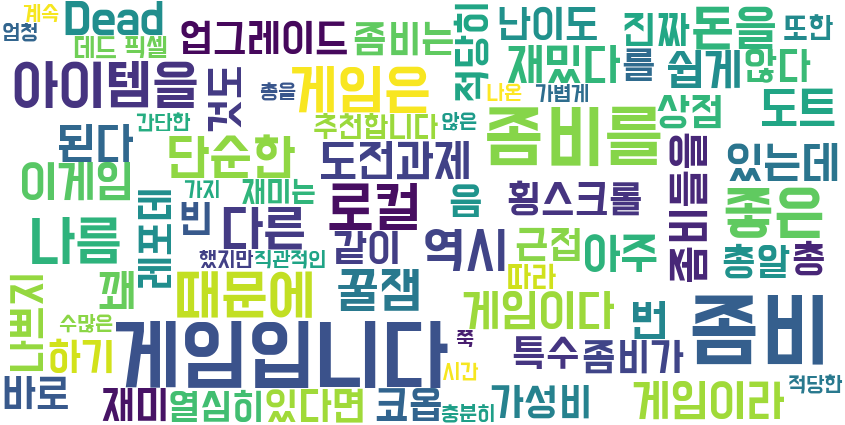 계속 Dead 업그레이드 좀비는 적당히 난이도 진짜 돈을 또한
엄청 데드 픽셀 재밌다 를 쉽게 않다
아이템을 것도 총을 게임은 나온 가볍게 상점 도트
간단한 추천합니다 않은 좀비를
된다 단순한 도전과제 좀비들을 있는데
이게임 가지 재미는 로컬 음 횡스크롤 좋은
나름 레포데 빈 다른 같이 역시 근접 아주 총알 총
했지만 직관적인
꽤 때문에 꿀잼 따라
나쁘지 수많은 게임입니다 게임이다 번 좀비
하기 쭉 특수 좀비가
시간
바로 재미 열심히 있다면 코옵 충분히 가성비 게임이라 적당한